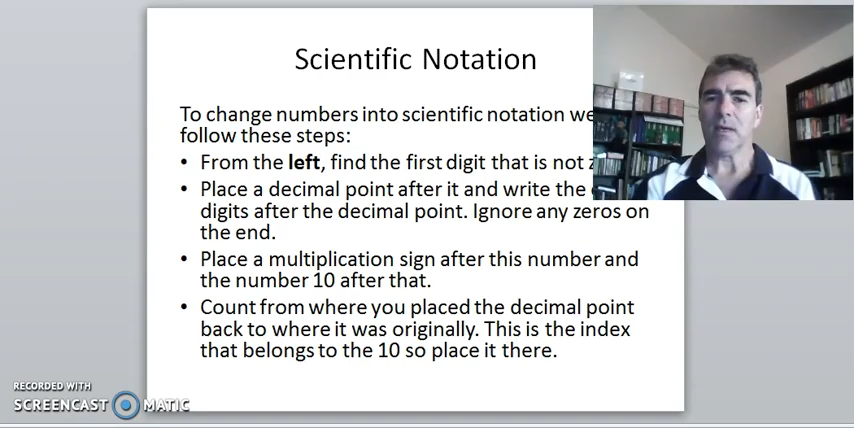 Scientific Notation
To change numbers into scientific notation we
follow these steps:
• From the left, find the first digit that is not
• Place a decimal point after it and write the
digits after the decimal point. Ignore any zeros on
the end.
• Place a multiplication sign after this number and
the number 10 after that.
• Count from where you placed the decimal point
back to where it was originally. This is the index
that belongs to the 10 so place it there.
RECORDED WITH
SCREENCAST MATIC